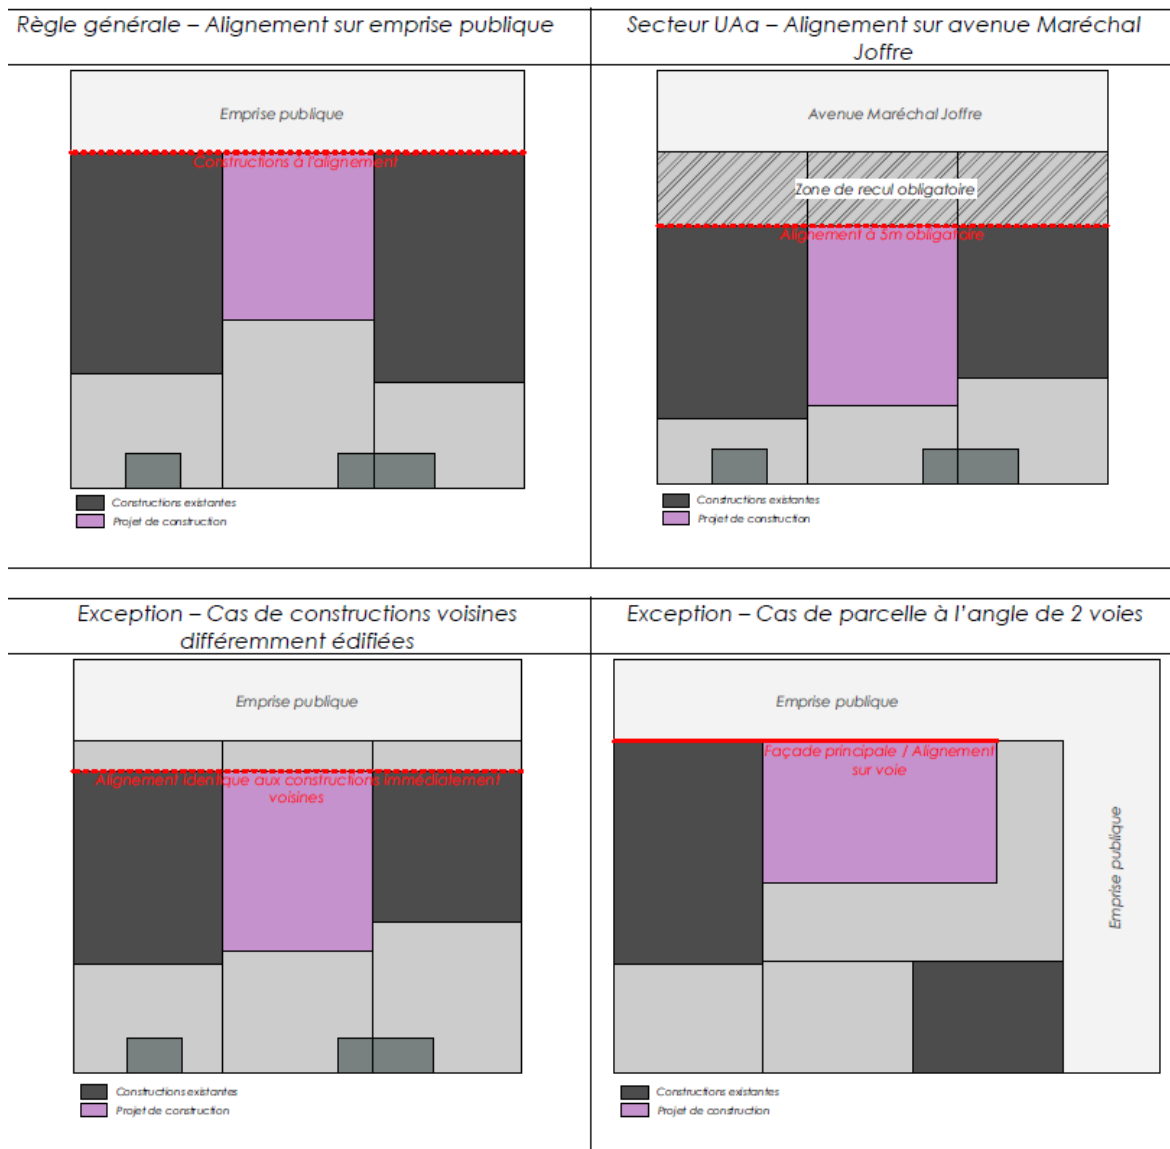 Règle générale – Alignement sur emprise publique
Emprise publique
Constructions à l'alignement
Constructions existantes
Projet de construction
Secteur UAa – Alignement sur avenue Maréchal
Joffre
Avenue Maréchal Joffre
Zone de recul obligatoire
Alignement à 5m obligatoire
Constructions existantes
Projet de construction
Exception – Cas de constructions voisines
différemment édifiées
Emprise publique
Alignement identique aux constructions immédiatement
voisines
Constructions existantes
Projet de construction
Exception – Cas de parcelle à l'angle de 2 voies
Emprise publique
Façade principale / Alignement
sur voie
Emprise publique
Constructions existantes
Projet de construction